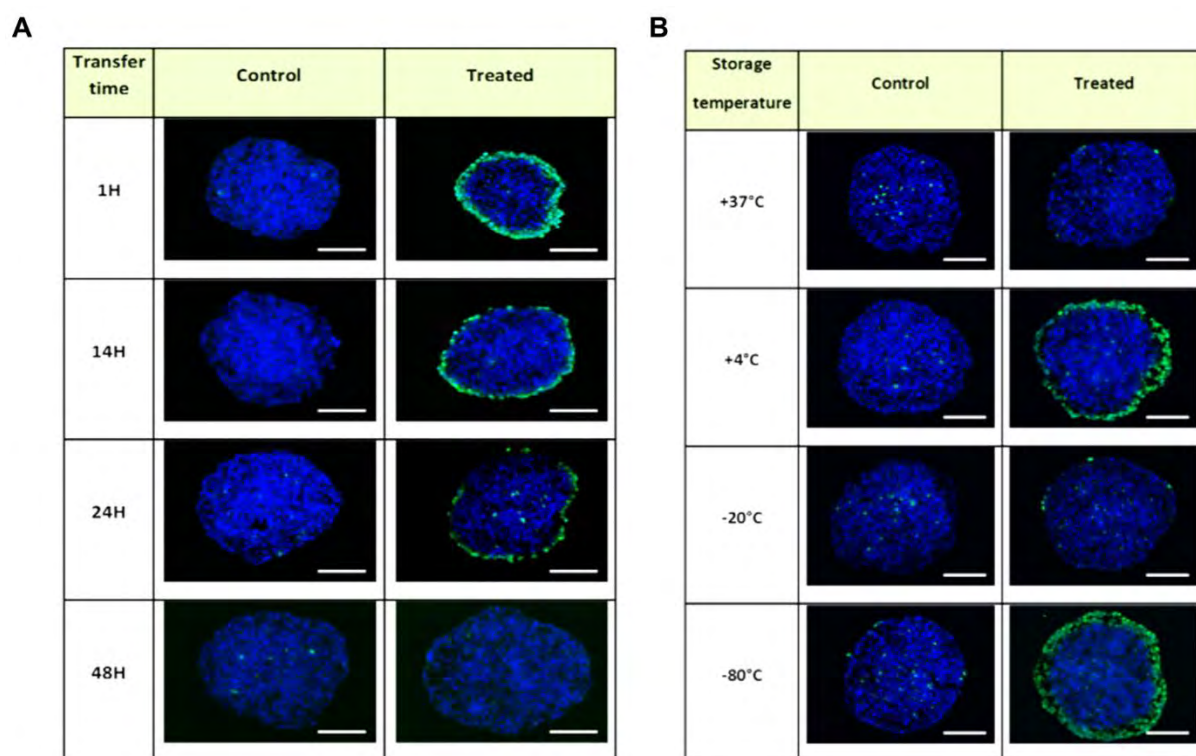 A
Transfer
time
Control
Treated
1H
14H
24H
48H
B
Storage
temperature
Control
Treated
+37°C
+4°C
-20°C
-80°C